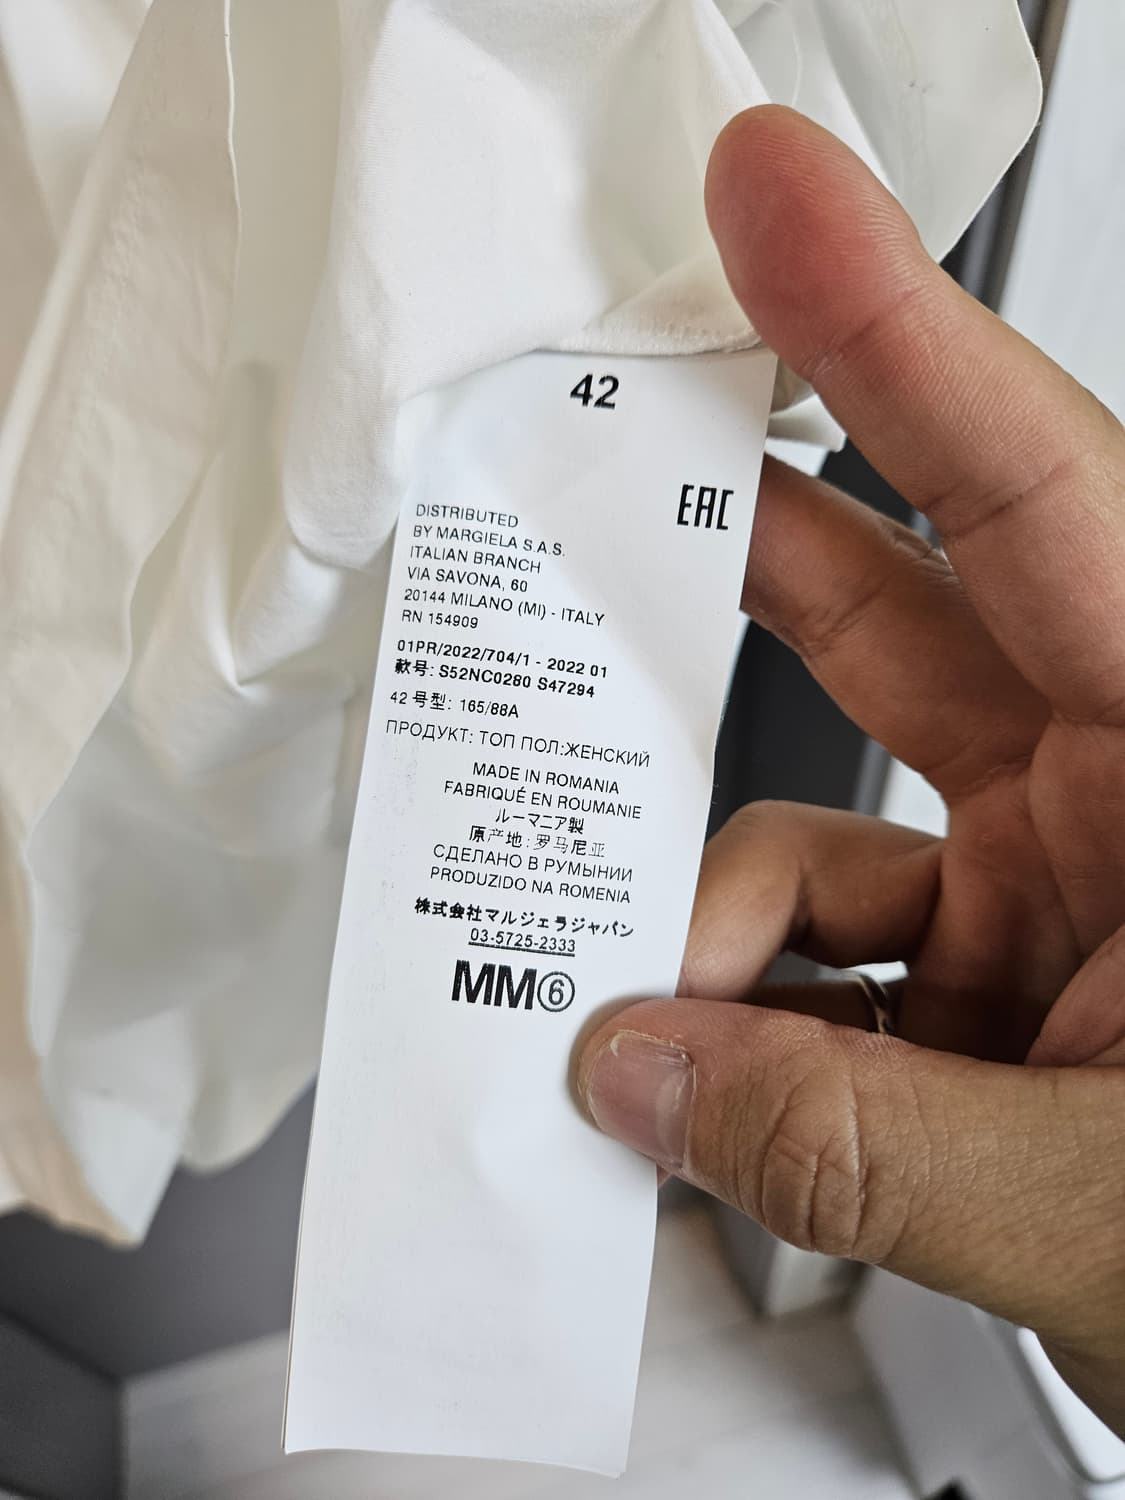 42
EAC
DISTRIBUTED
BY MARGIELA S.A.S.
ITALIAN BRANCH
VIA SAVONA, 60
20144 MILANO (MI) - ITALY
RN 154909
01PR/2022/704/1 - 2022 01
款号: S52NC0280 S47294
42 号型: 165/88A
ПРОДУКТ: ТОП ПОЛ:ЖЕНСКИЙ
MADE IN ROMANIA
FABRIQUÉ EN ROUMANIE
ルーマニア製
原产地: 罗马尼亚
СДЕЛАНО В РУМЫНИИ
PRODUZIDO NA ROMENIA
株式会社マルジェラジャパン
03-5725-2333
MM⑥